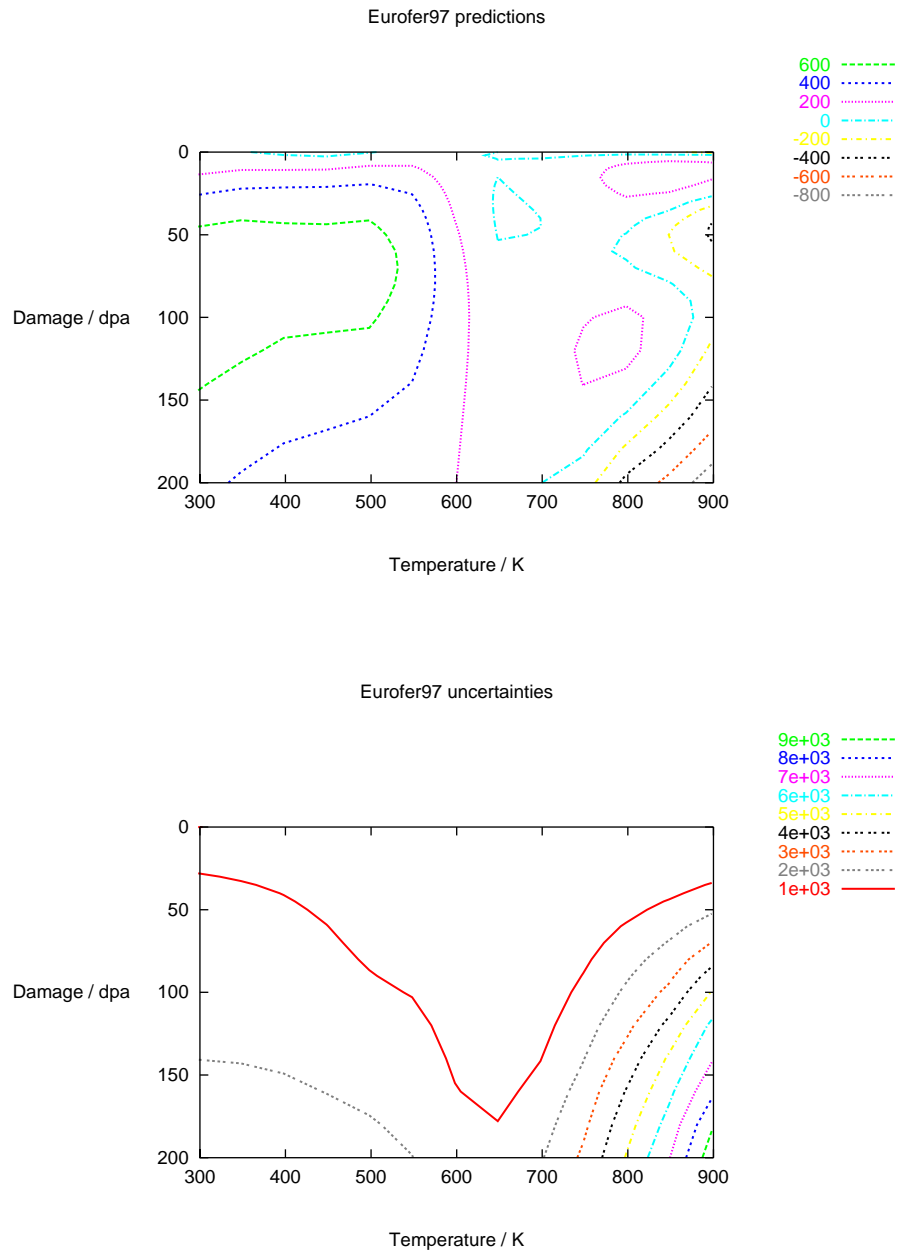 Eurofer97 predictions
600
400
200
0
-200
-400
-600
-800
0
50
Damage / dpa
100
150
200
300 400 500 600 700 800 900
Temperature / K
Eurofer97 uncertainties
9e+03
8e+03
7e+03
6e+03
5e+03
4e+03
3e+03
2e+03
1e+03
0
50
Damage / dpa
100
150
200
300 400 500 600 700 800 900
Temperature / K